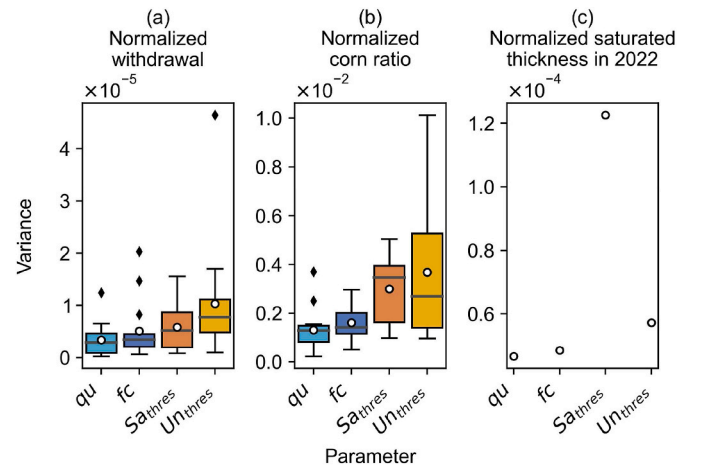 (a)
Normalized
withdrawal
×10⁻⁵
(b)
Normalized
corn ratio
×10⁻²
(c)
Normalized saturated
thickness in 2022
×10⁻⁴
Variance
4
3
2
1
0
1.0
0.8
0.6
0.4
0.2
0.0
1.2
1.0
0.8
0.6
qu
fc
Sa_thres
Un_thres
qu
fc
Sa_thres
Un_thres
qu
fc
Sa_thres
Un_thres
Parameter